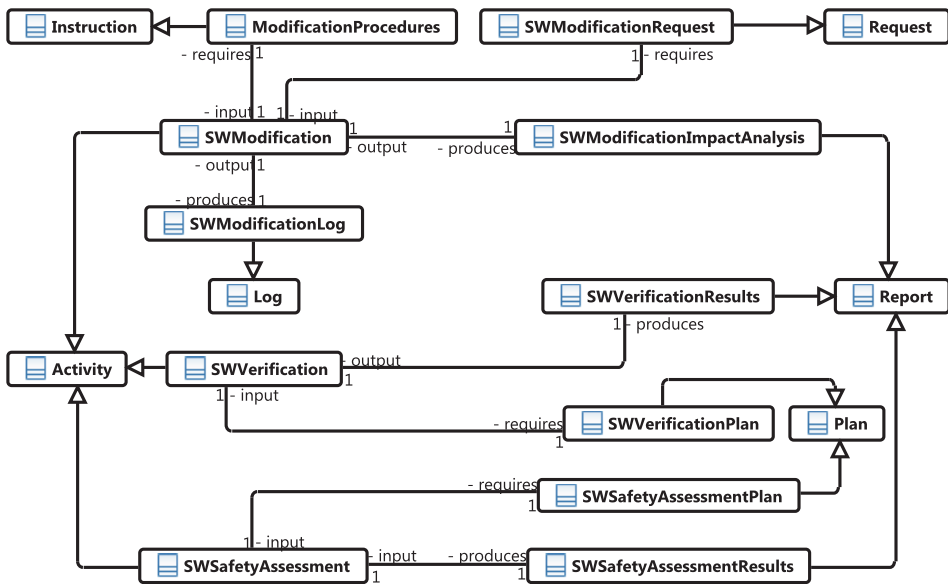 Instruction
ModificationProcedures
SWModificationRequest
Request
- requires 1
1 - requires
- input 1
1 - input
SWModification
1
- output
1
- produces
SWModificationImpactAnalysis
- output 1
- produces 1
SWModificationLog
Log
SWVerificationResults
Report
1 - produces
Activity
SWVerification
- output
1
1 - input
- requires
1
SWVerificationPlan
Plan
- requires
1
SWSafetyAssessmentPlan
1 - input
SWSafetyAssessment
- input
1
- produces
1
SWSafetyAssessmentResults